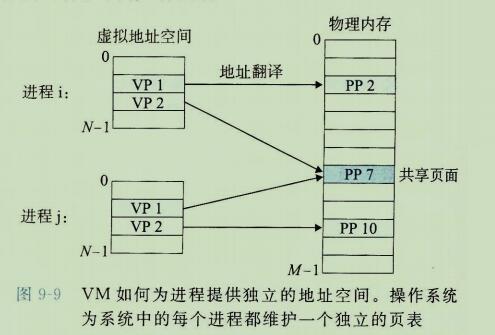 虚拟地址空间
物理内存
0
0
地址翻译
进程i:
VP 1
PP 2
VP 2
N-1
PP 7
共享页面
0
进程j:
VP 1
VP 2
PP 10
N-1
M-1
图 9-9 VM 如何为进程提供独立的地址空间。操作系统
为系统中的每个进程都维护一个独立的页表